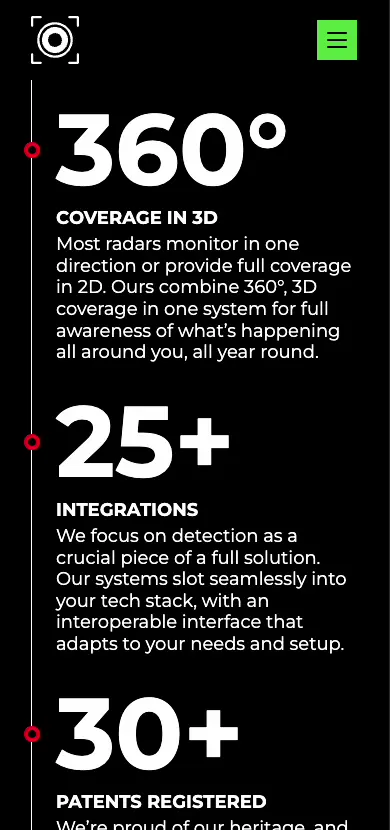 360°
COVERAGE IN 3D
Most radars monitor in one
direction or provide full coverage
in 2D. Ours combine 360°, 3D
coverage in one system for full
awareness of what’s happening
all around you, all year round.
25+
INTEGRATIONS
We focus on detection as a
crucial piece of a full solution.
Our systems slot seamlessly into
your tech stack, with an
interoperable interface that
adapts to your needs and setup.
30+
PATENTS REGISTERED
We’re proud of our heritage, and